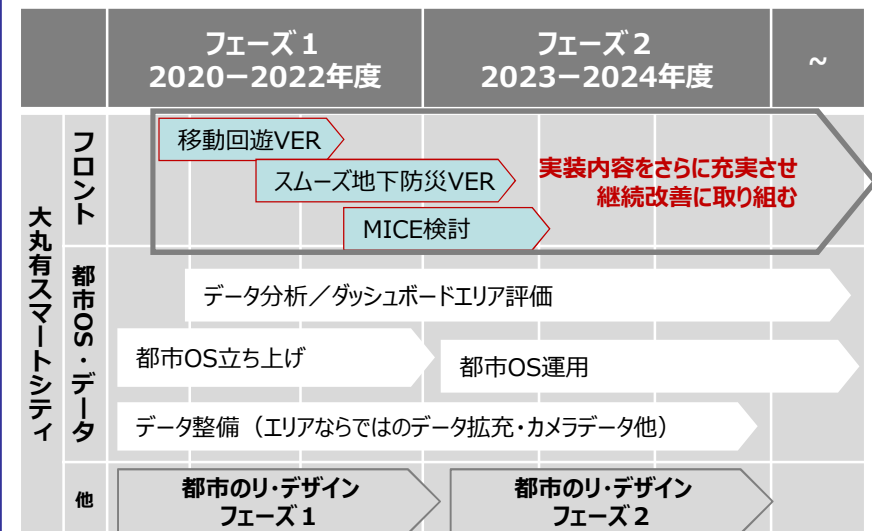 フェーズ１
2020ー2022年度
フェーズ２
2023ー2024年度
~
大丸有スマートシティ
フロント
移動回遊VER
スムーズ地下防災VER
MICE検討
実装内容をさらに充実させ
継続改善に取り組む
都市OS・データ
データ分析／ダッシュボードエリア評価
都市OS立ち上げ
都市OS運用
データ整備（エリアならではのデータ拡充・カメラデータ他）
他
都市のリ・デザイン
フェーズ１
都市のリ・デザイン
フェーズ２